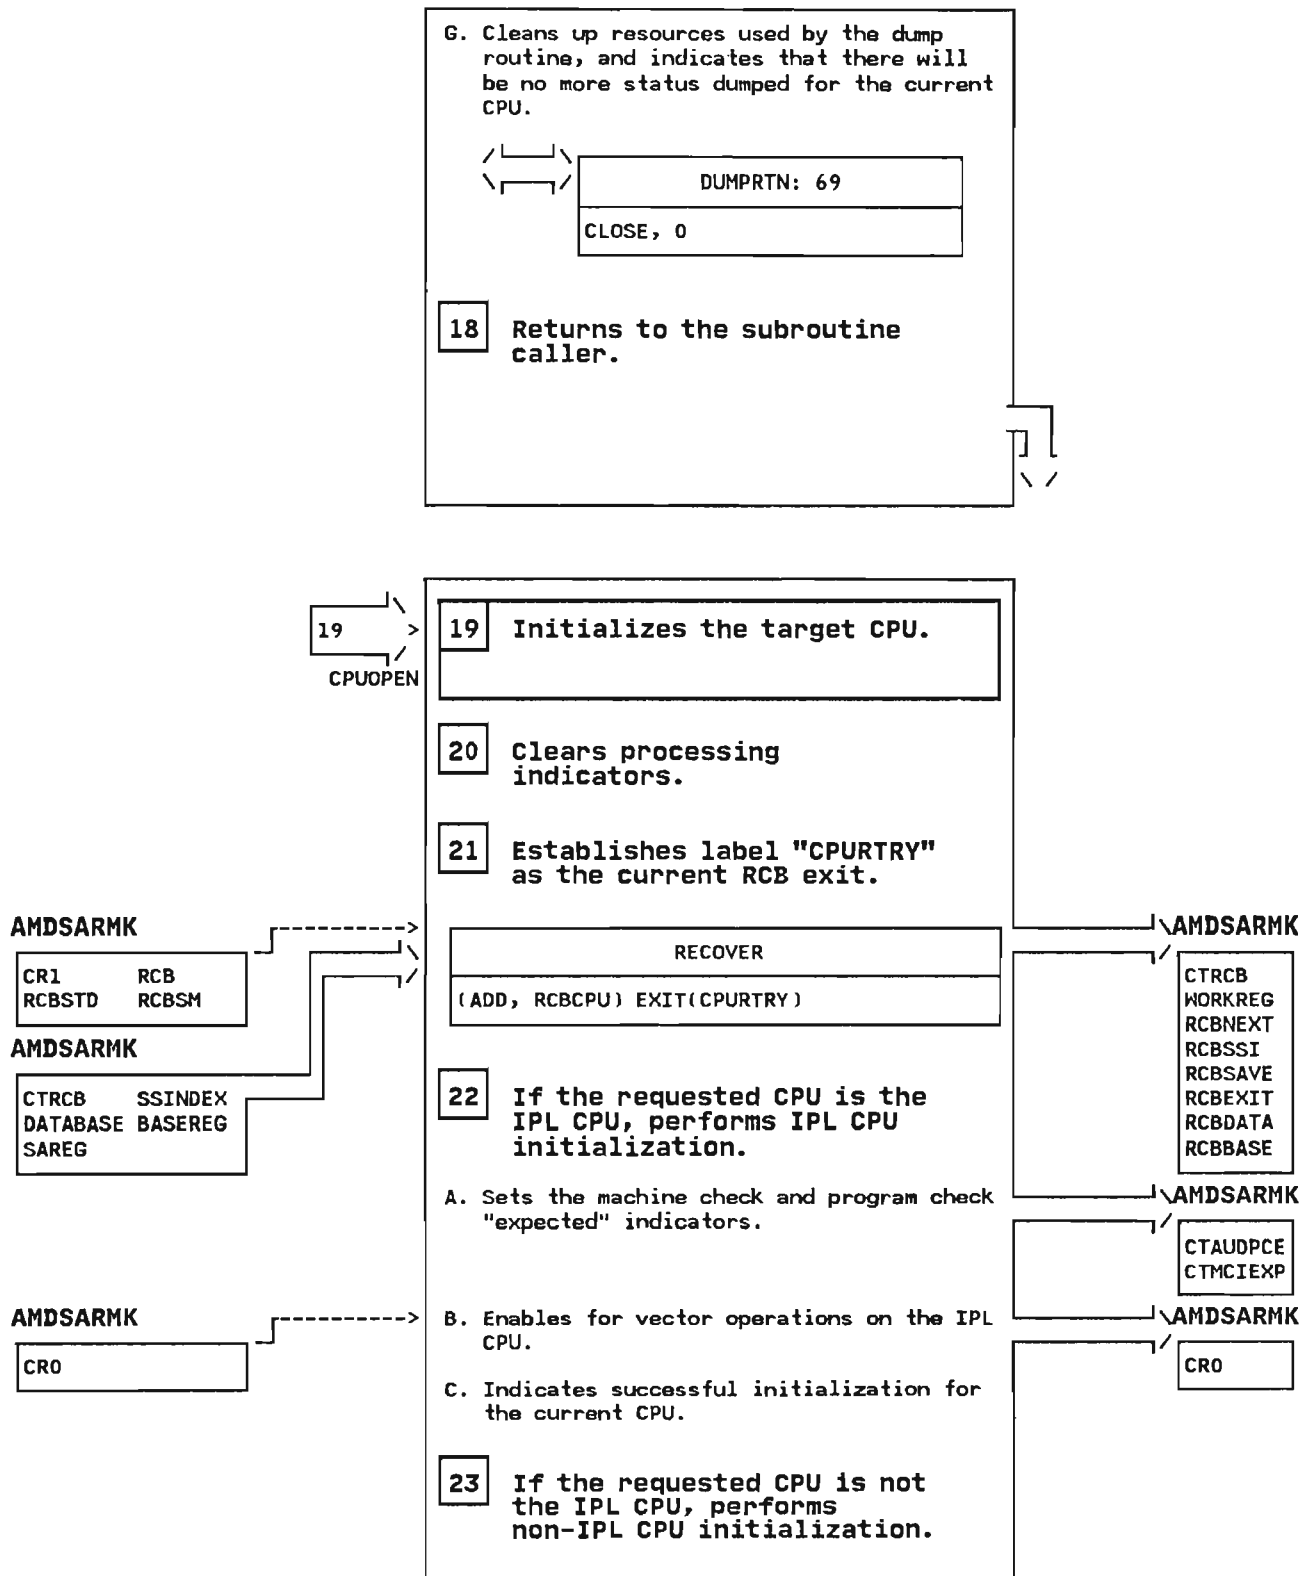 G. Cleans up resources used by the dump
routine, and indicates that there will
be no more status dumped for the current
CPU.
DUMPRTN: 69
CLOSE, 0
18 Returns to the subroutine
caller.
19
CPUOPEN
19 Initializes the target CPU.
20 Clears processing
indicators.
21 Establishes label "CPURTRY"
as the current RCB exit.
AMDSARMK
CR1 RCB
RCBSTD RCBSM
AMDSARMK
CTRCB SSINDEX
DATABASE BASEREG
SAREG
RECOVER
(ADD, RCBCPU) EXIT(CPURTRY)
AMDSARMK
CTRCB
WORKREG
RCBNEXT
RCBSSI
RCBSAVE
RCBEXIT
RCBDATA
RCBBASE
22 If the requested CPU is the
IPL CPU, performs IPL CPU
initialization.
A. Sets the machine check and program check
"expected" indicators.
AMDSARMK
CTAUDPCE
CTMCIEXP
AMDSARMK
CR0
B. Enables for vector operations on the IPL
CPU.
AMDSARMK
CR0
C. Indicates successful initialization for
the current CPU.
23 If the requested CPU is not
the IPL CPU, performs
non-IPL CPU initialization.